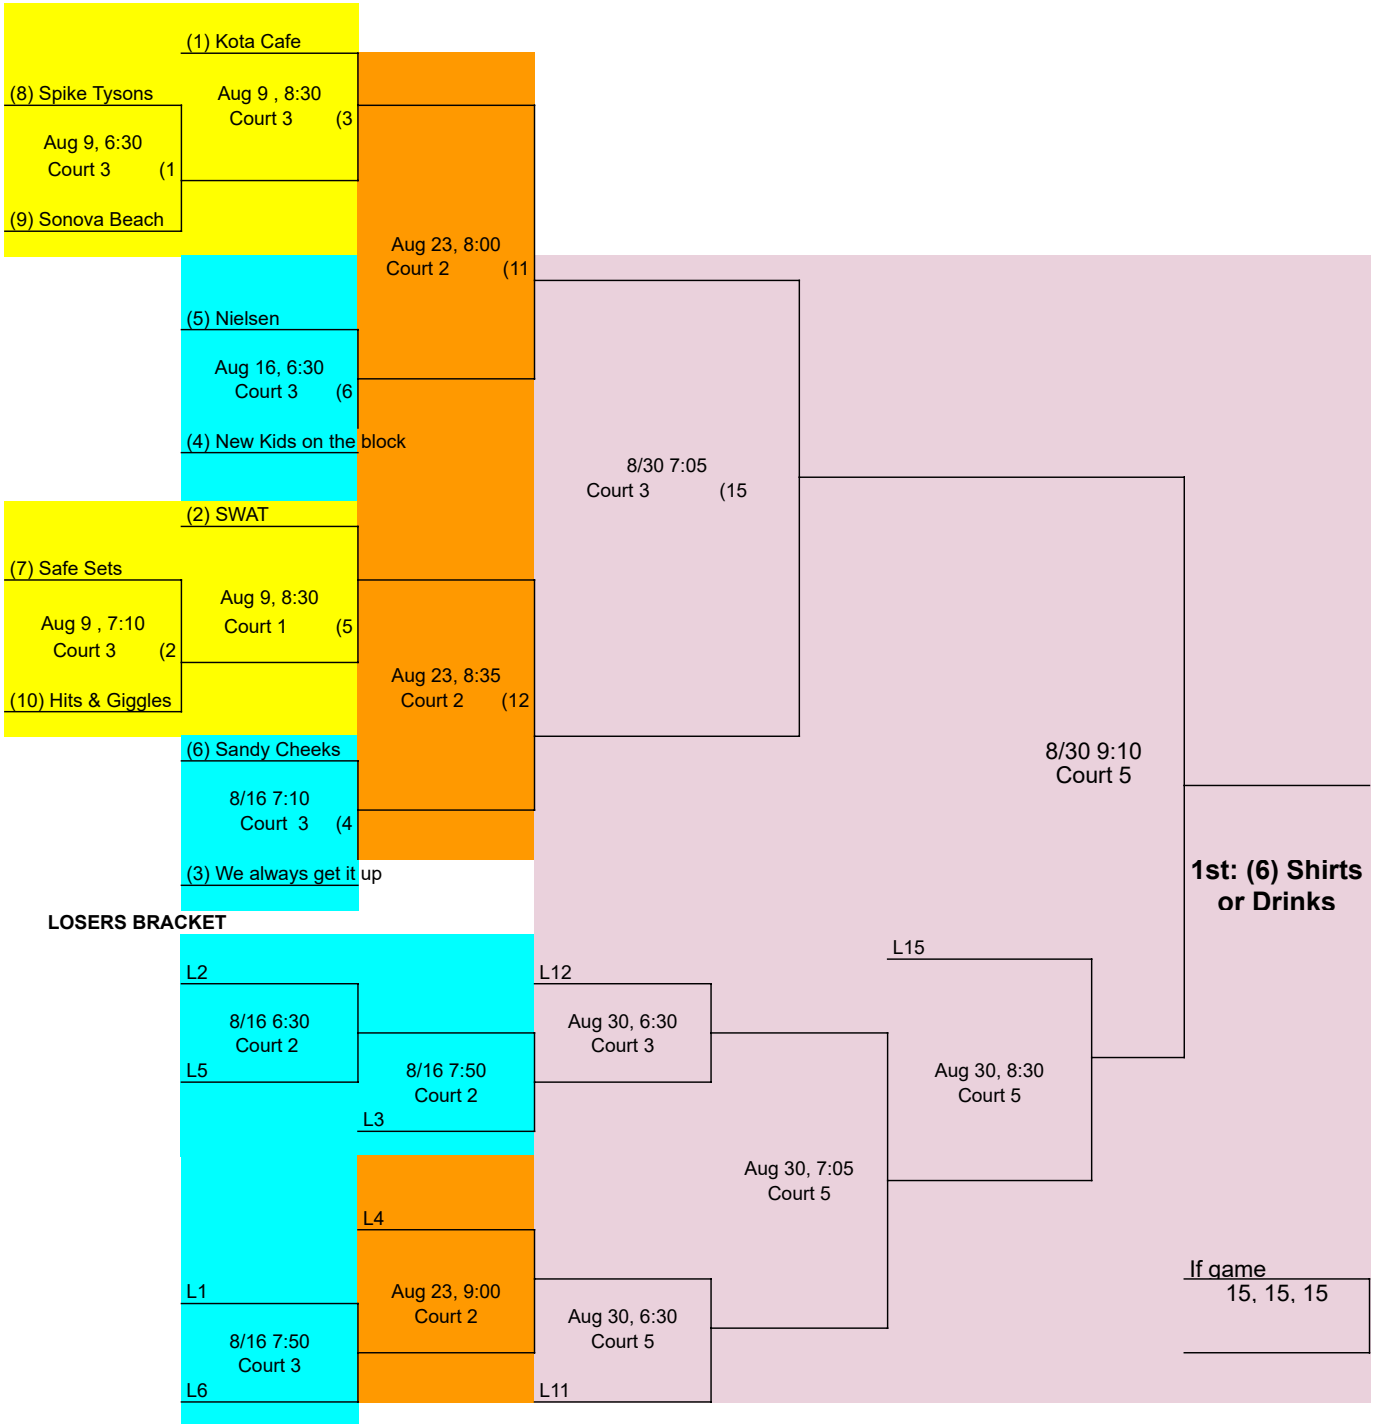 (1) Kota Cafe
(8) Spike Tysons
Aug 9 , 8:30
Court 3 (3
Aug 9, 6:30
Court 3 (1
(9) Sonova Beach
Aug 23, 8:00
Court 2 (11
(5) Nielsen
Aug 16, 6:30
Court 3 (6
(4) New Kids on the block
8/30 7:05
Court 3 (15
(2) SWAT
(7) Safe Sets
Aug 9, 8:30
Court 1 (5
Aug 9 , 7:10
Court 3 (2
Aug 23, 8:35
Court 2 (12
(10) Hits & Giggles
(6) Sandy Cheeks
8/30 9:10
Court 5
8/16 7:10
Court 3 (4
(3) We always get it up
1st: (6) Shirts
or Drinks
LOSERS BRACKET
L15
L2
L12
8/16 6:30
Court 2
Aug 30, 6:30
Court 3
L5
8/16 7:50
Court 2
Aug 30, 8:30
Court 5
L3
Aug 30, 7:05
Court 5
L4
If game
15, 15, 15
L1
Aug 23, 9:00
Court 2
Aug 30, 6:30
Court 5
8/16 7:50
Court 3
L6
L11